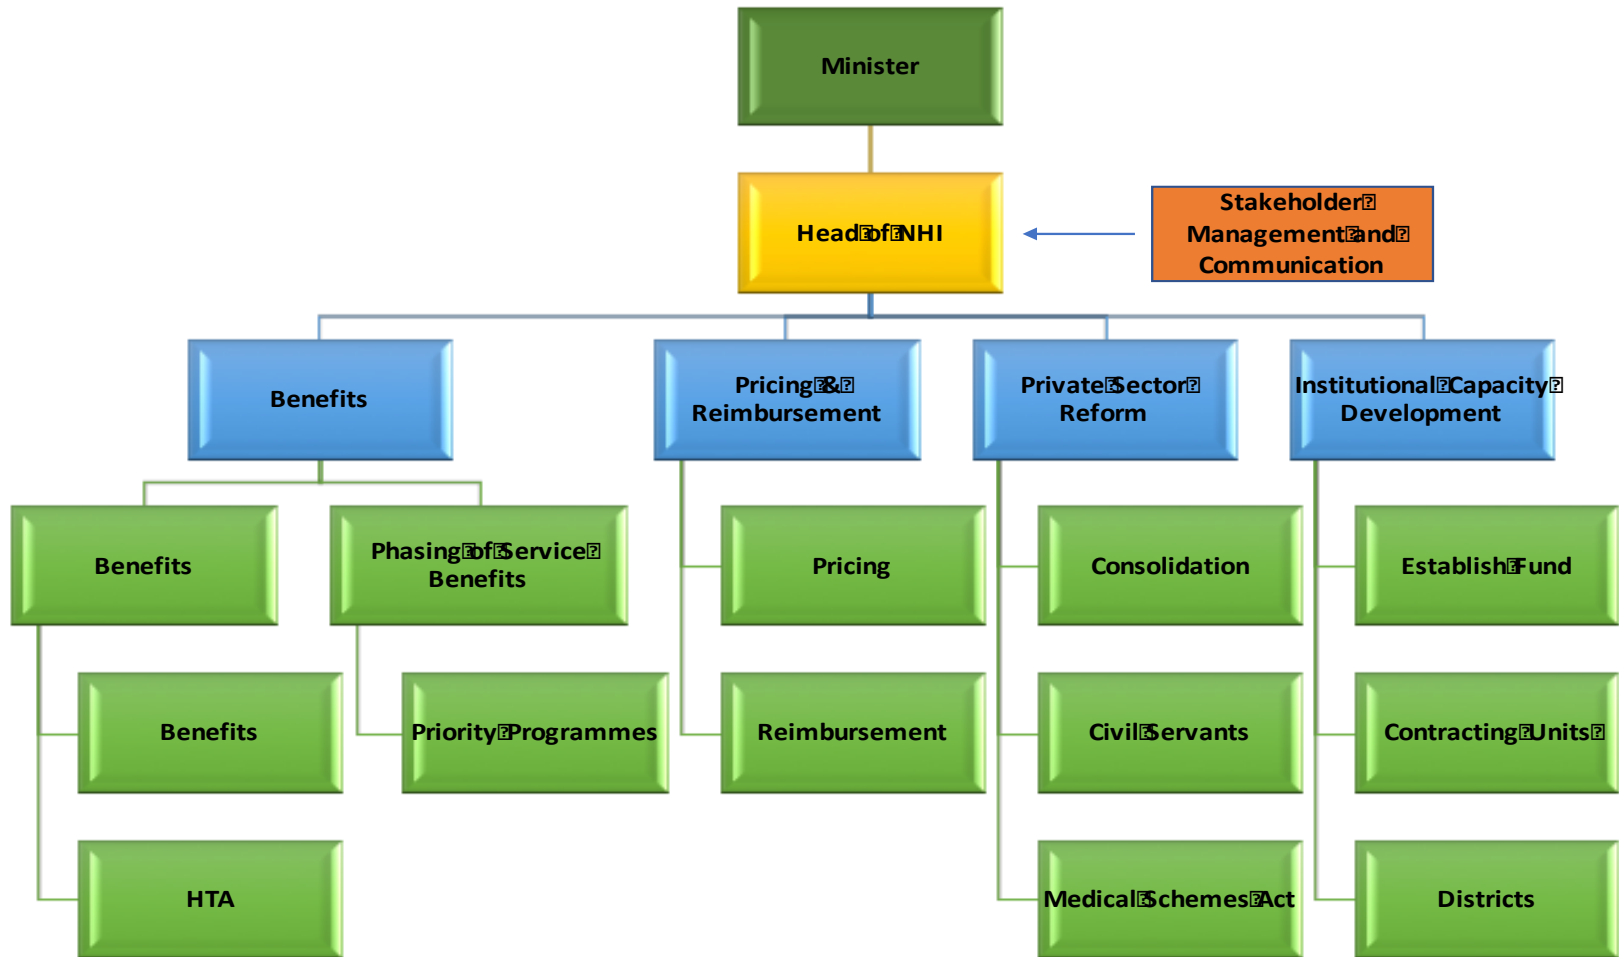 Minister
Head of NHI
Stakeholder
Management and
Communication
Benefits
Pricing &
Reimbursement
Private Sector
Reform
Institutional Capacity
Development
Benefits
Phasing of Service
Benefits
Pricing
Consolidation
Establish Fund
Benefits
Priority Programmes
Reimbursement
Civil Servants
Contracting Units
HTA
Medical Schemes Act
Districts